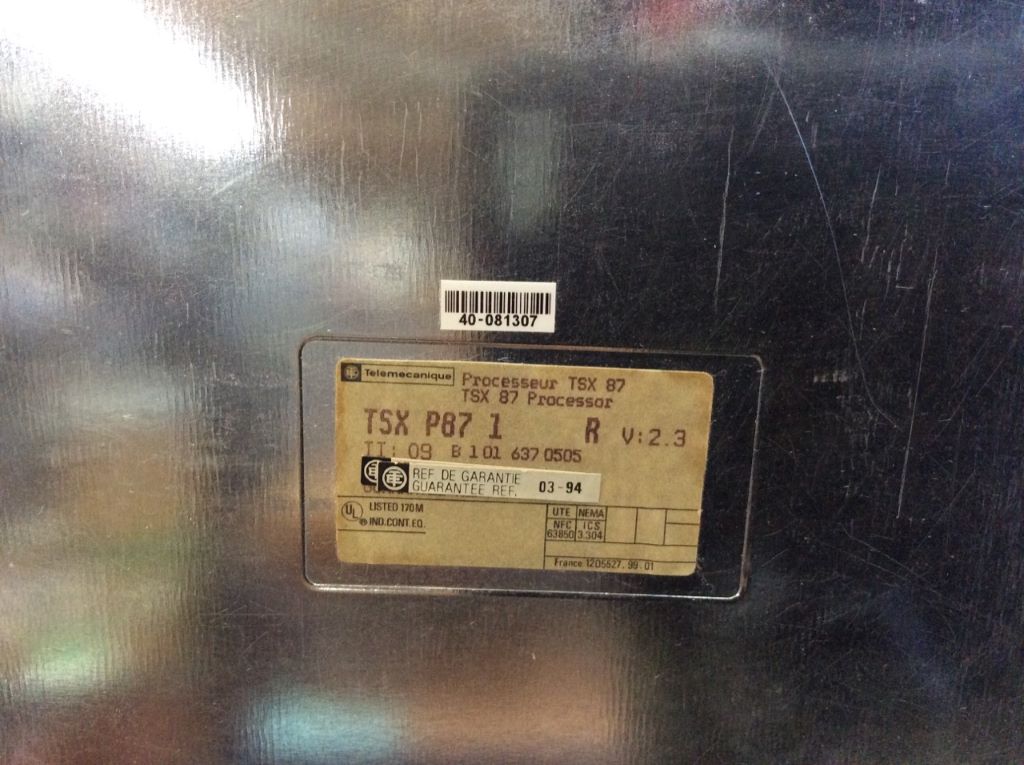 40-081307
Telemecanique
Processeur TSX 87
TSX 87 Processor
TSX P87 1 R V:2.3
II: 09 B 1 01 637 0505
REF DE GARANTIE
GUARANTEE REF. 03-94
UL LISTED 170M
IND.CONT.EQ.
UTE NEMA
NFC ICS
63850 3.304
France 12D5527.99.01